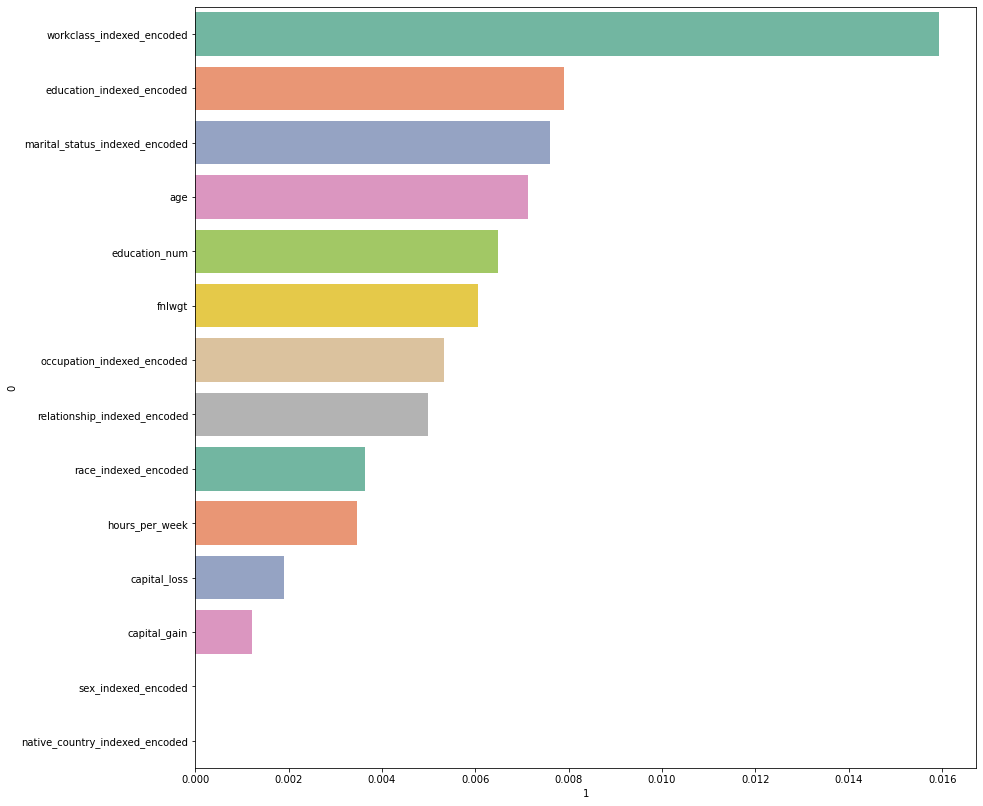 workclass_indexed_encoded
education_indexed_encoded
marital_status_indexed_encoded
age
education_num
fnlwgt
occupation_indexed_encoded
relationship_indexed_encoded
race_indexed_encoded
hours_per_week
capital_loss
capital_gain
sex_indexed_encoded
native_country_indexed_encoded
0
0.000 0.002 0.004 0.006 0.008 0.010 0.012 0.014 0.016
1